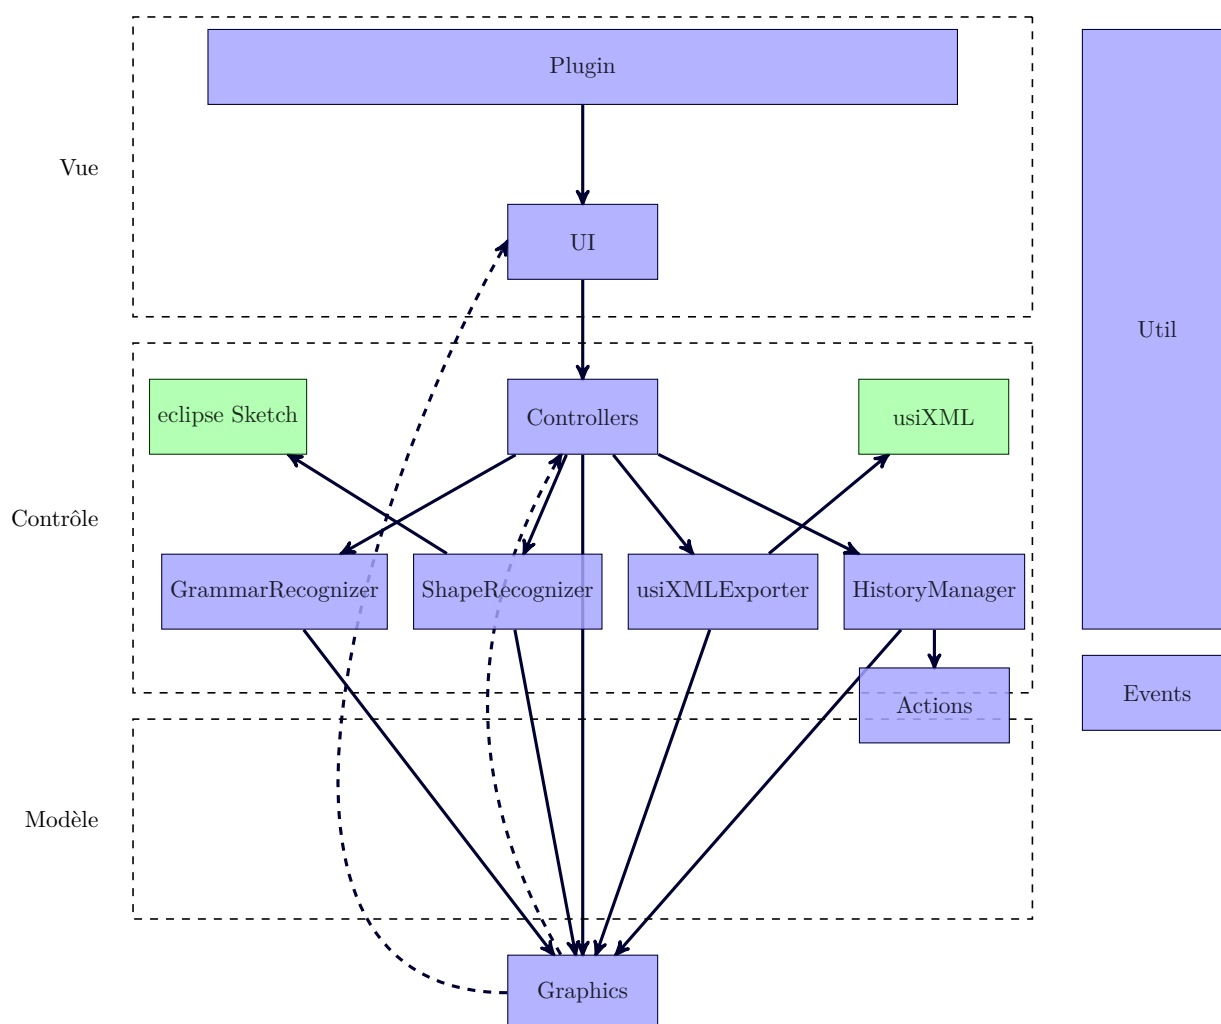 Plugin
Vue
UI
Util
eclipse Sketch
Controllers
usiXML
Contrôle
GrammarRecognizer
ShapeRecognizer
usiXMLExporter
HistoryManager
Events
Actions
Modèle
Graphics